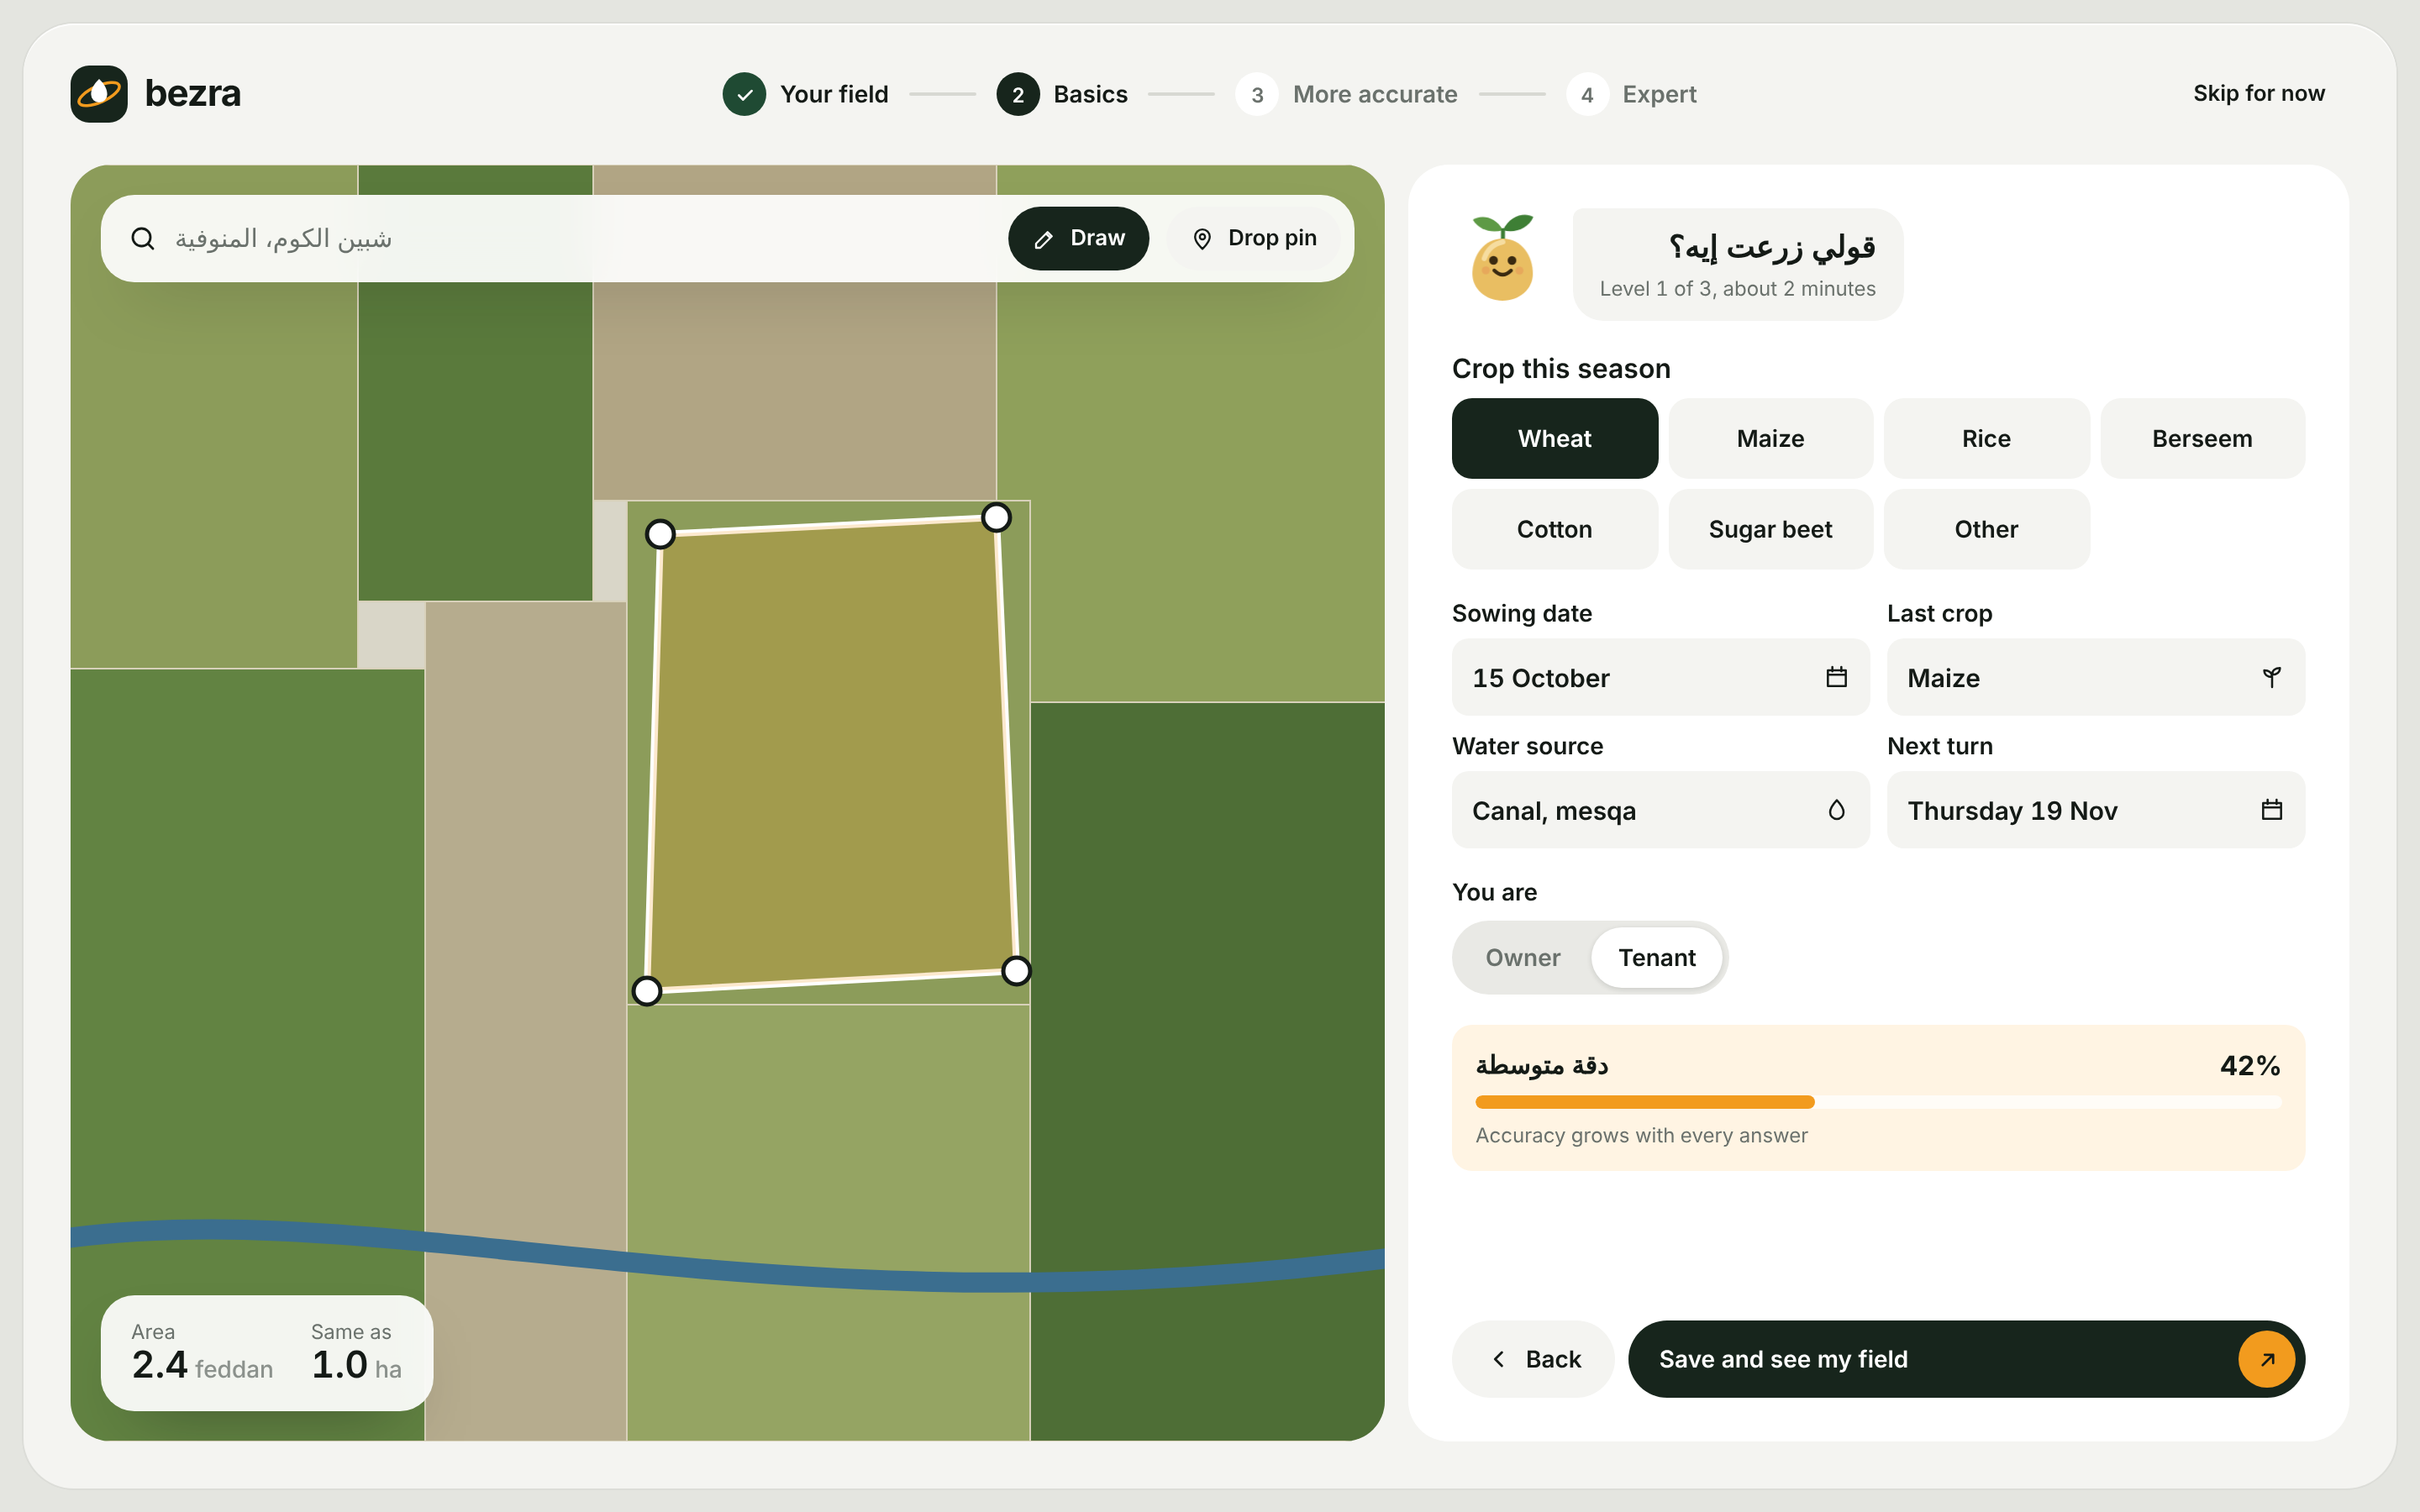 bezra
Your field
2 Basics
3 More accurate
4 Expert
Skip for now
شبين الكوم، المنوفية
Draw
Drop pin
قولي زرعت إيه؟
Level 1 of 3, about 2 minutes
Crop this season
Wheat
Maize
Rice
Berseem
Cotton
Sugar beet
Other
Sowing date
Last crop
15 October
Maize
Water source
Next turn
Canal, mesqa
Thursday 19 Nov
You are
Owner
Tenant
دقة متوسطة
42%
Accuracy grows with every answer
Area
Same as
2.4 feddan
1.0 ha
Back
Save and see my field